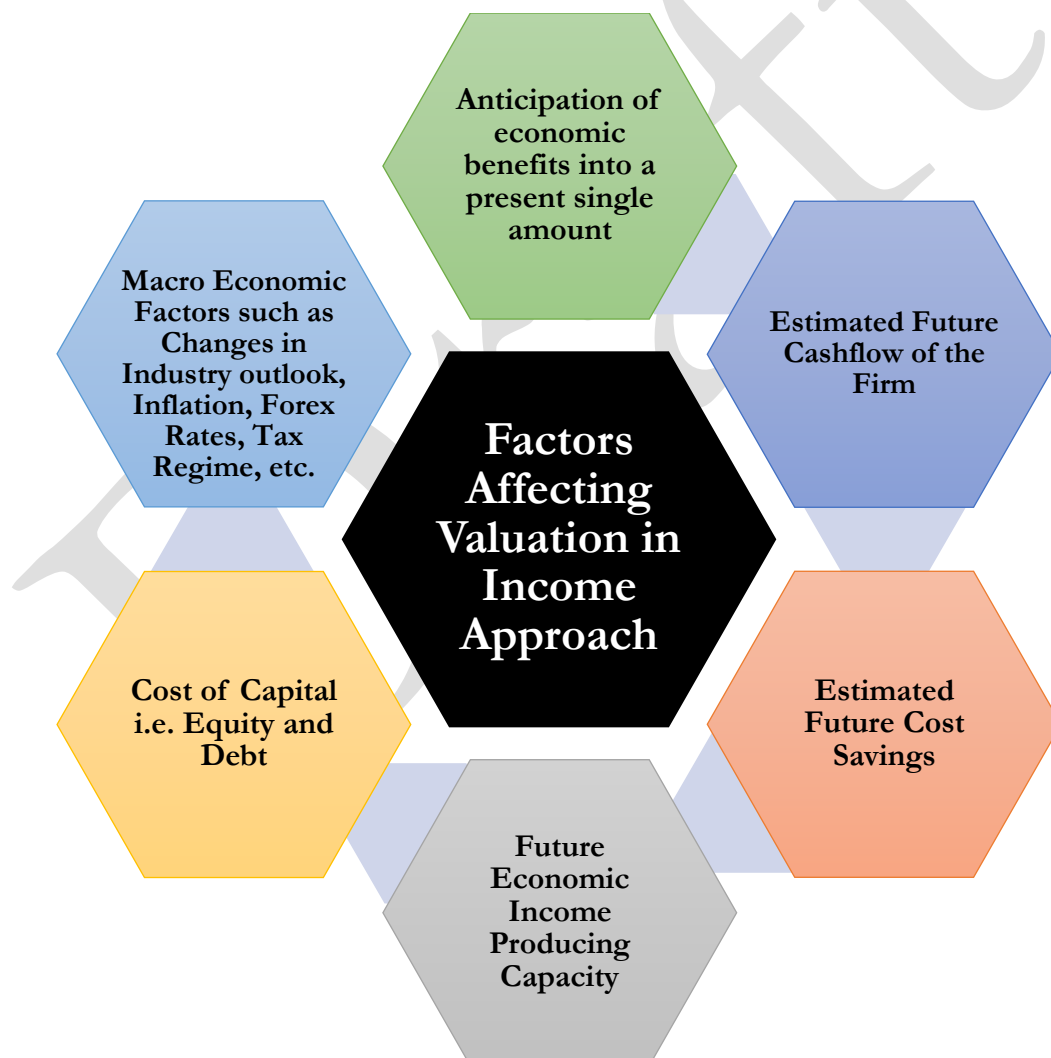 Anticipation of
economic
benefits into a
present single
amount
Estimated Future
Cashflow of the
Firm
Estimated
Future Cost
Savings
Future
Economic
Income
Producing
Capacity
Cost of Capital
i.e. Equity and
Debt
Macro Economic
Factors such as
Changes in
Industry outlook,
Inflation, Forex
Rates, Tax
Regime, etc.
Factors
Affecting
Valuation in
Income
Approach